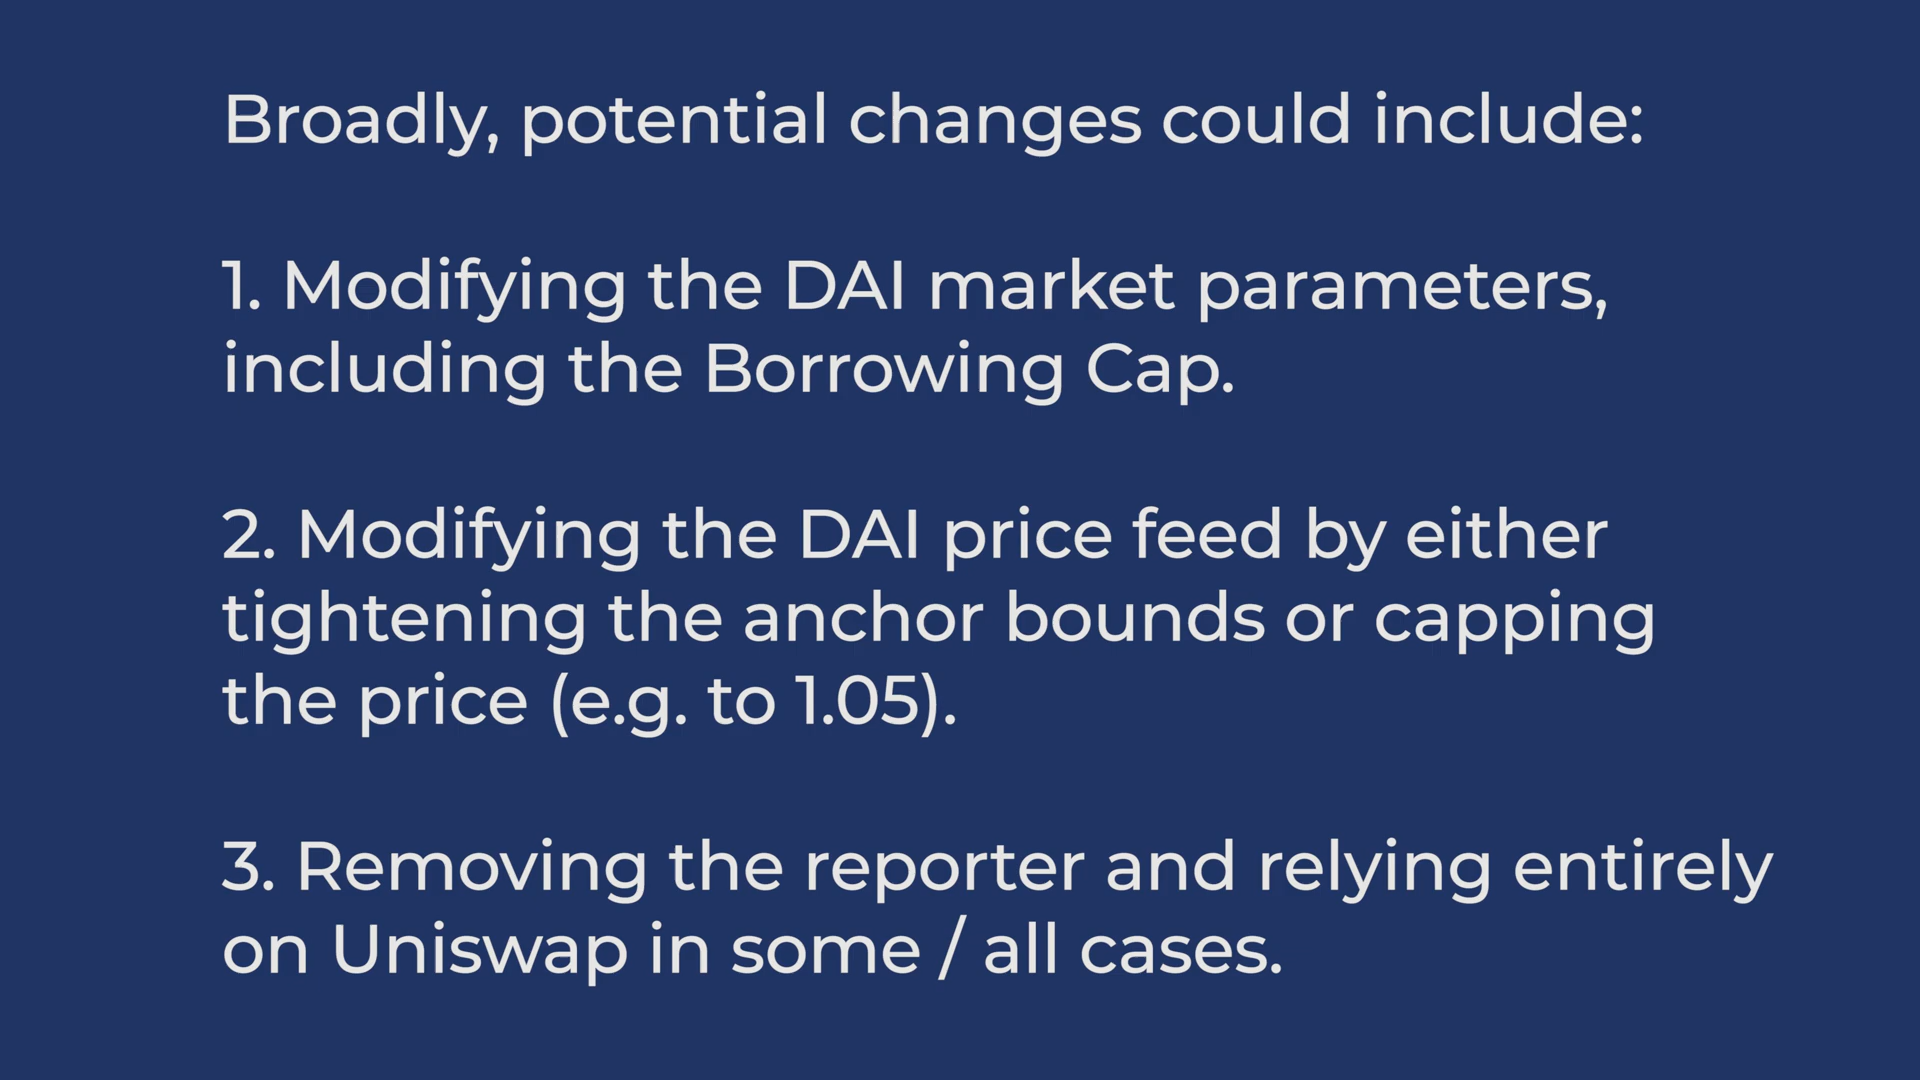 Broadly, potential changes could include:
1. Modifying the DAI market parameters,
including the Borrowing Cap.
2. Modifying the DAI price feed by either
tightening the anchor bounds or capping
the price (e.g. to 1.05).
3. Removing the reporter and relying entirely
on Uniswap in some / all cases.